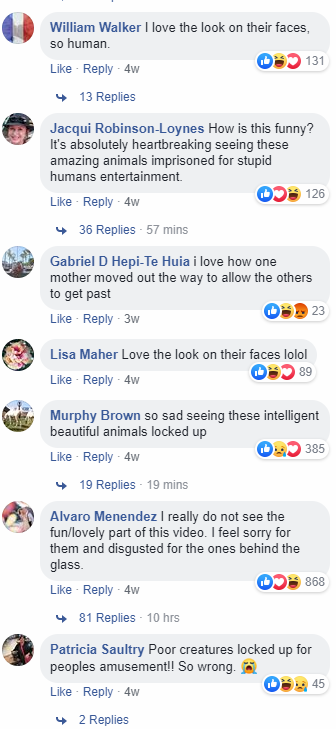 William Walker I love the look on their faces,
so human.
131
Like · Reply · 4w
13 Replies
Jacqui Robinson-Loynes How is this funny?
It's absolutely heartbreaking seeing these
amazing animals imprisoned for stupid
humans entertainment.
126
Like · Reply · 4w
36 Replies · 57 mins
Gabriel D Hepi-Te Huia i love how one
mother moved out the way to allow the others
to get past
23
Like · Reply · 3w
Lisa Maher Love the look on their faces lolol
89
Like · Reply · 4w
Murphy Brown so sad seeing these intelligent
beautiful animals locked up
385
Like · Reply · 4w
19 Replies · 19 mins
Alvaro Menendez I really do not see the
fun/lovely part of this video. I feel sorry for
them and disgusted for the ones behind the
glass.
868
Like · Reply · 4w
81 Replies · 10 hrs
Patricia Saultry Poor creatures locked up for
peoples amusement!! So wrong. 😭
45
Like · Reply · 4w
2 Replies